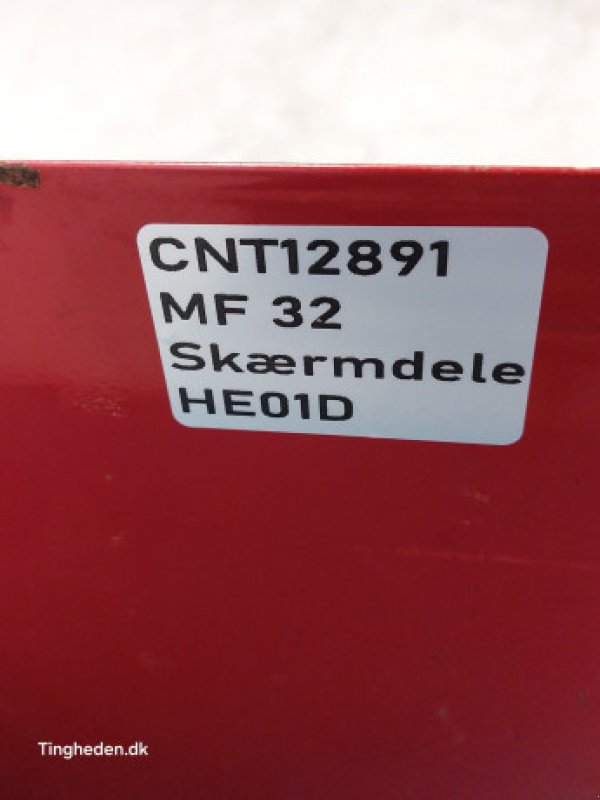 CNT12891
MF 32
Skærmdele
HE01D
Tingheden.dk